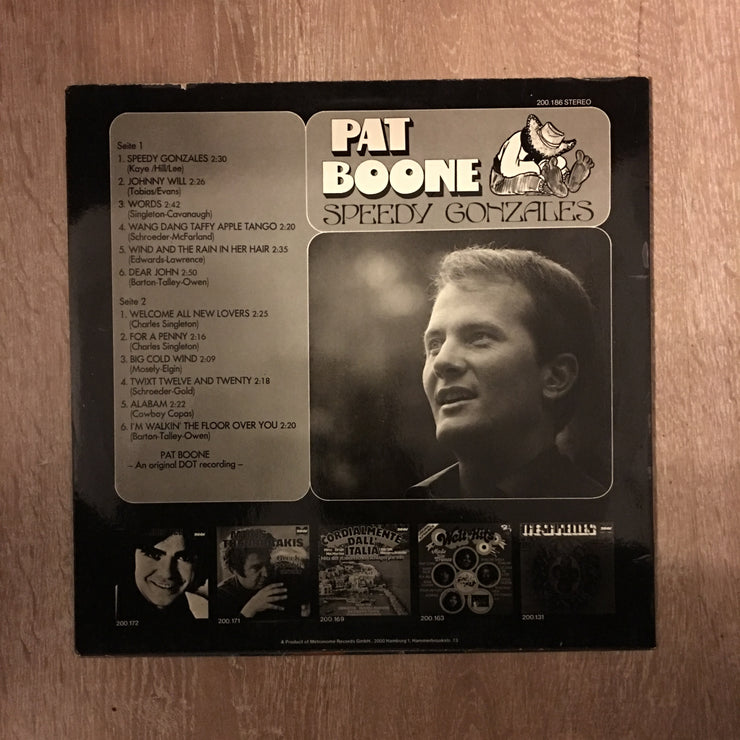 200.186 STEREO
PAT
BOONE
SPEEDY GONZALES
Seite 1
1. SPEEDY GONZALES 2:30
(Kaye /Hill/Lee)
2. JOHNNY WILL 2:26
(Tobias/Evans)
3. WORDS 2:42
(Singleton-Cavanaugh)
4. WANG DANG TAFFY APPLE TANGO 2:20
(Schroeder-McFarland)
5. WIND AND THE RAIN IN HER HAIR 2:35
(Edwards-Lawrence)
6. DEAR JOHN 2:50
(Barton-Talley-Owen)
Seite 2
1. WELCOME ALL NEW LOVERS 2:25
(Charles Singleton)
2. FOR A PENNY 2:16
(Charles Singleton)
3. BIG COLD WIND 2:09
(Mosely-Elgin)
4. TWIXT TWELVE AND TWENTY 2:18
(Schroeder-Gold)
5. ALABAM 2:22
(Cowboy Copas)
6. I'M WALKIN' THE FLOOR OVER YOU 2:20
(Barton-Talley-Owen)
PAT BOONE
– An original DOT recording –
CORDIALMENTE
DALL'
ITALIA
Welt-Hits
200.172
200.171
200.169
200.163
200.131
A Product of Metronome Records GmbH, 2000 Hamburg 1, Hammerbrookstr. 73